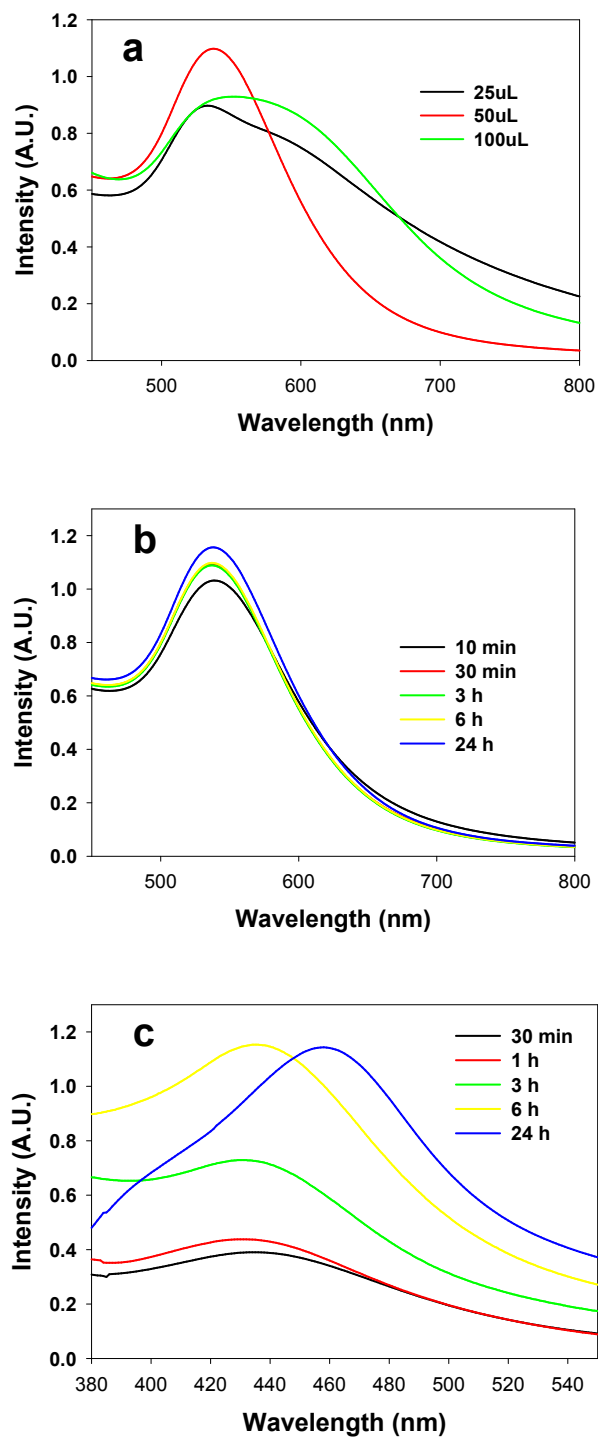 a
25uL
50uL
100uL
1.2
1.0
0.8
0.6
0.4
0.2
0.0
Intensity (A.U.)
500 600 700 800
Wavelength (nm)
b
10 min
30 min
3 h
6 h
24 h
1.2
1.0
0.8
0.6
0.4
0.2
0.0
Intensity (A.U.)
500 600 700 800
Wavelength (nm)
c
30 min
1 h
3 h
6 h
24 h
1.2
1.0
0.8
0.6
0.4
0.2
0.0
Intensity (A.U.)
380 400 420 440 460 480 500 520 540
Wavelength (nm)